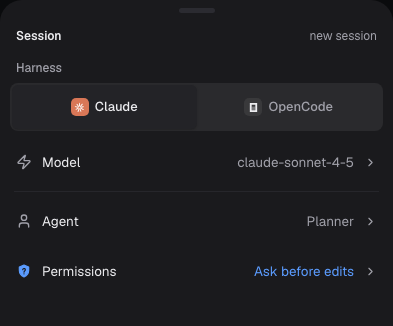 Session new session
Harness
Claude OpenCode
Model claude-sonnet-4-5
Agent Planner
Permissions Ask before edits